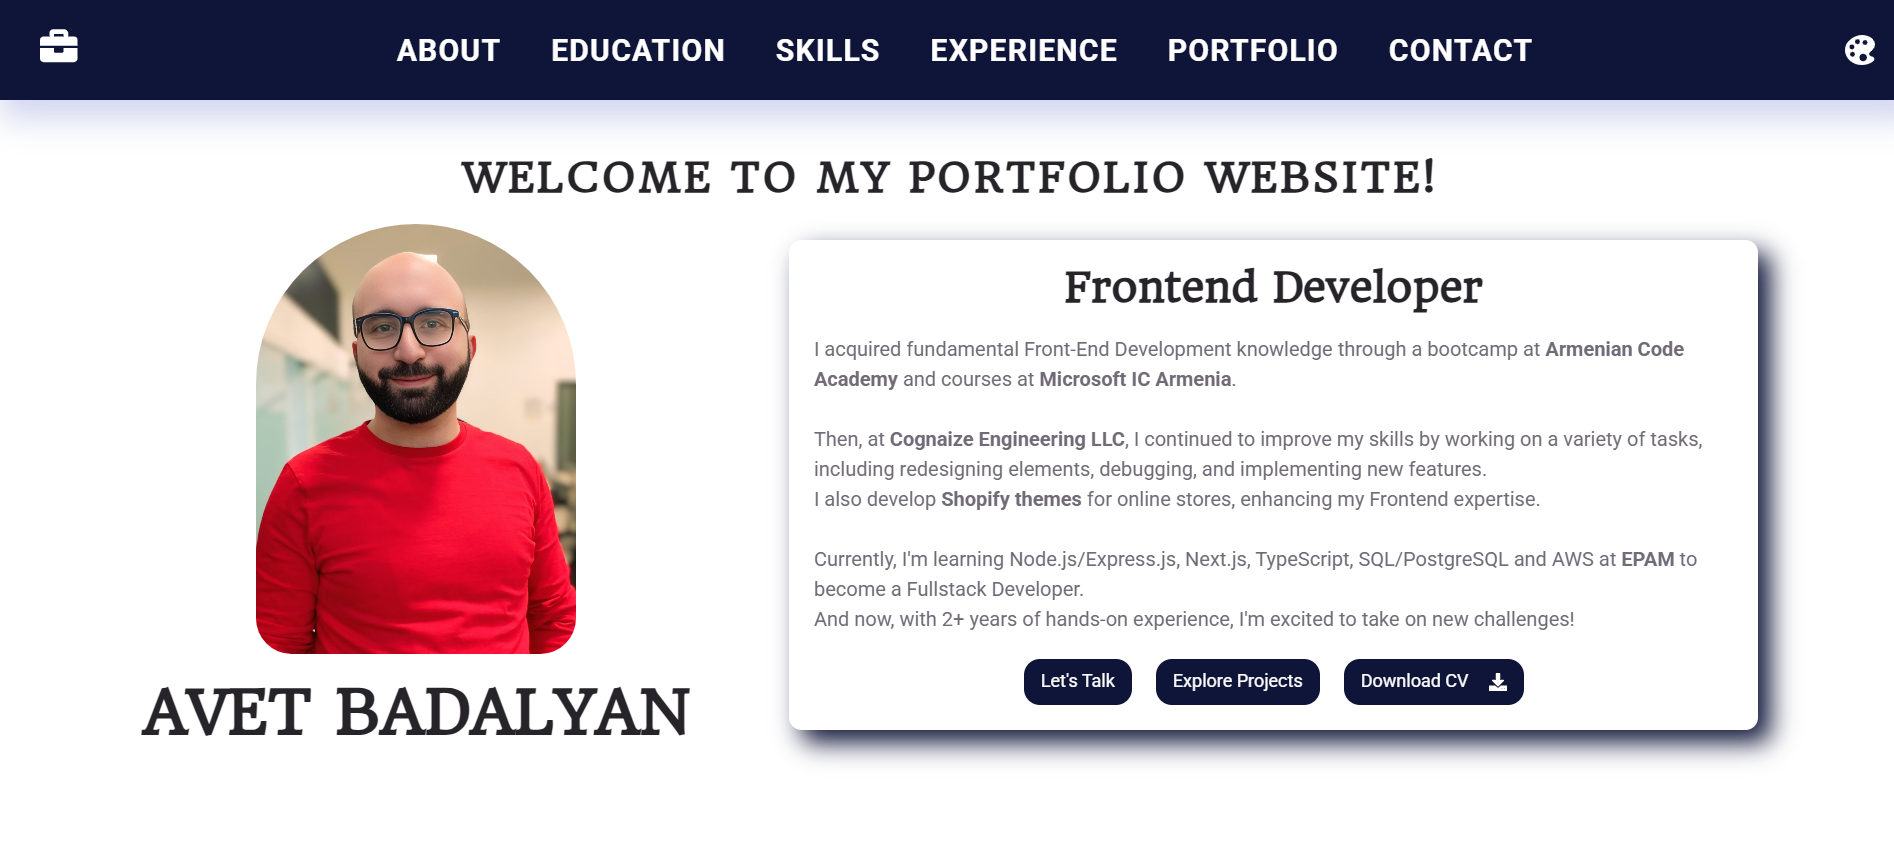 ABOUT EDUCATION SKILLS EXPERIENCE PORTFOLIO CONTACT
WELCOME TO MY PORTFOLIO WEBSITE!
AVET BADALYAN
Frontend Developer
I acquired fundamental Front-End Development knowledge through a bootcamp at Armenian Code
Academy and courses at Microsoft IC Armenia.
Then, at Cognaize Engineering LLC, I continued to improve my skills by working on a variety of tasks,
including redesigning elements, debugging, and implementing new features.
I also develop Shopify themes for online stores, enhancing my Frontend expertise.
Currently, I'm learning Node.js/Express.js, Next.js, TypeScript, SQL/PostgreSQL and AWS at EPAM to
become a Fullstack Developer.
And now, with 2+ years of hands-on experience, I'm excited to take on new challenges!
Let's Talk Explore Projects Download CV